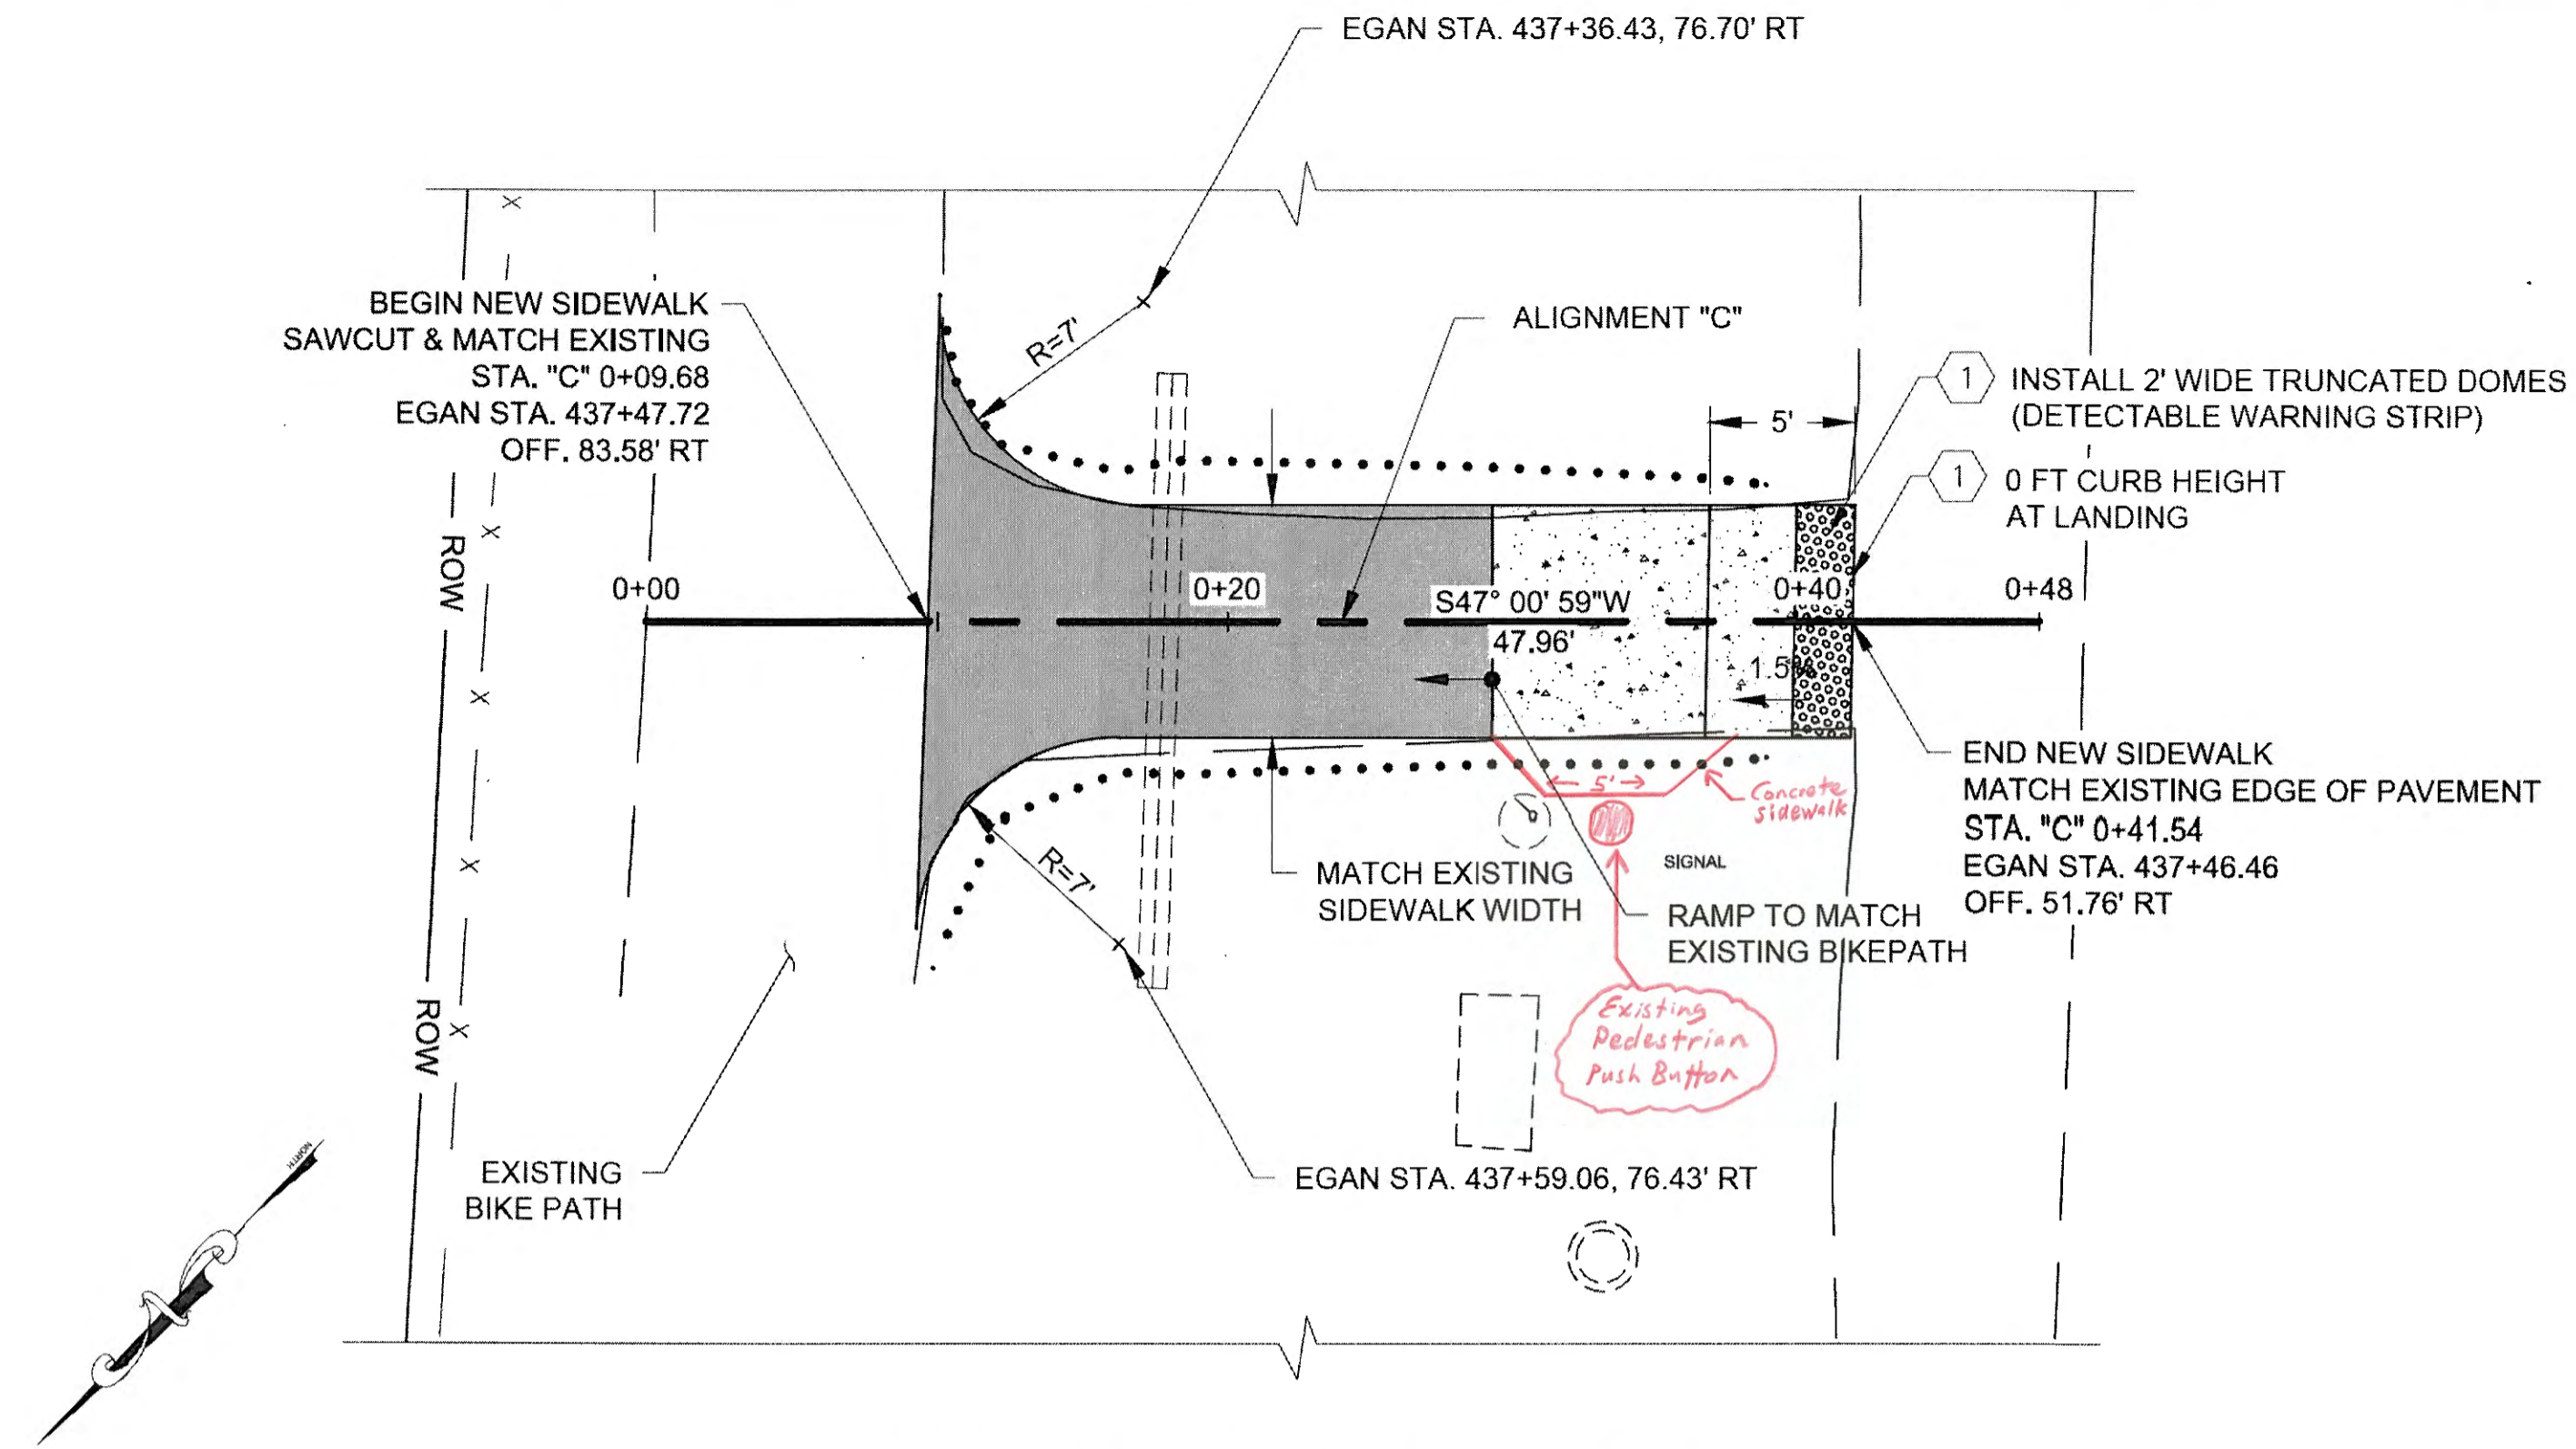 EGAN STA. 437+36.43, 76.70' RT
BEGIN NEW SIDEWALK
SAWCUT & MATCH EXISTING
STA. "C" 0+09.68
EGAN STA. 437+47.72
OFF. 83.58' RT
R=7'
ALIGNMENT "C"
1
INSTALL 2' WIDE TRUNCATED DOMES
(DETECTABLE WARNING STRIP)
5'
1
0 FT CURB HEIGHT
AT LANDING
ROW
0+00
0+20
S47° 00' 59"W
47.96'
0+40
0+48
1.5%
END NEW SIDEWALK
MATCH EXISTING EDGE OF PAVEMENT
STA. "C" 0+41.54
EGAN STA. 437+46.46
OFF. 51.76' RT
5'
Concrete
sidewalk
R=7'
MATCH EXISTING
SIDEWALK WIDTH
SIGNAL
RAMP TO MATCH
EXISTING BIKEPATH
ROW
Existing
Pedestrian
Push Button
EXISTING
BIKE PATH
EGAN STA. 437+59.06, 76.43' RT
NORTH